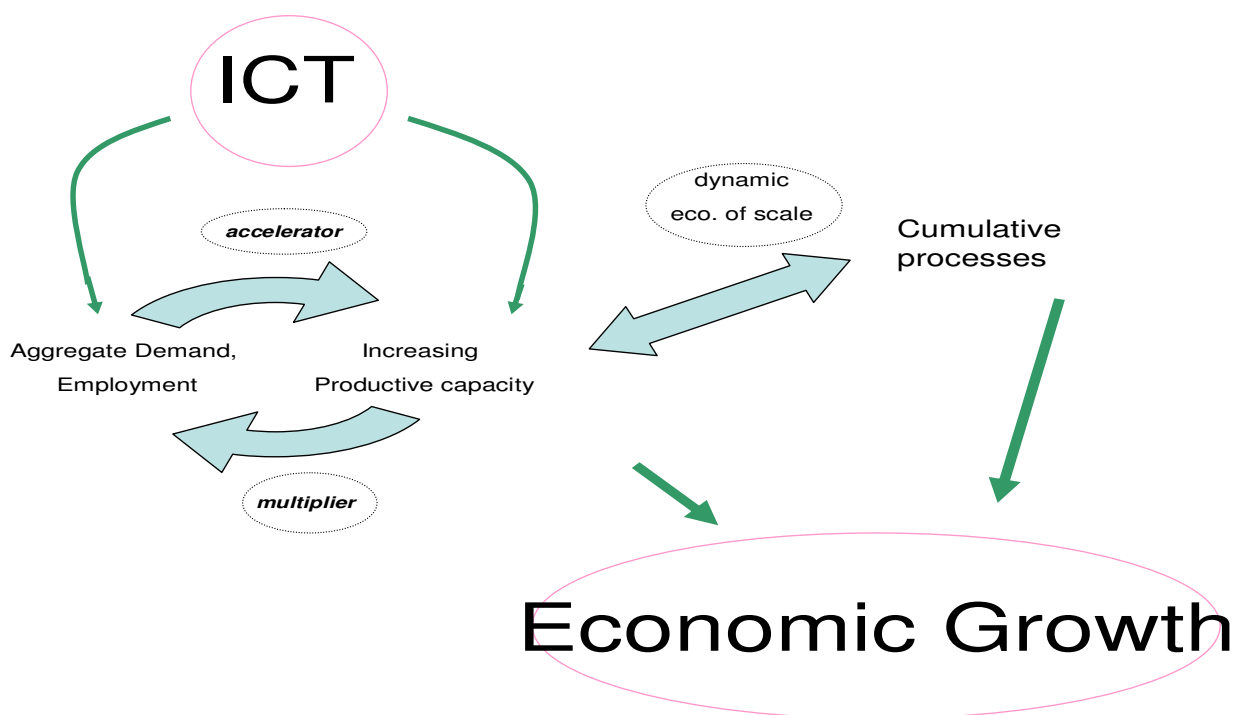 ICT
dynamic
eco. of scale
Cumulative
processes
accelerator
Aggregate Demand,
Employment
Increasing
Productive capacity
multiplier
Economic Growth